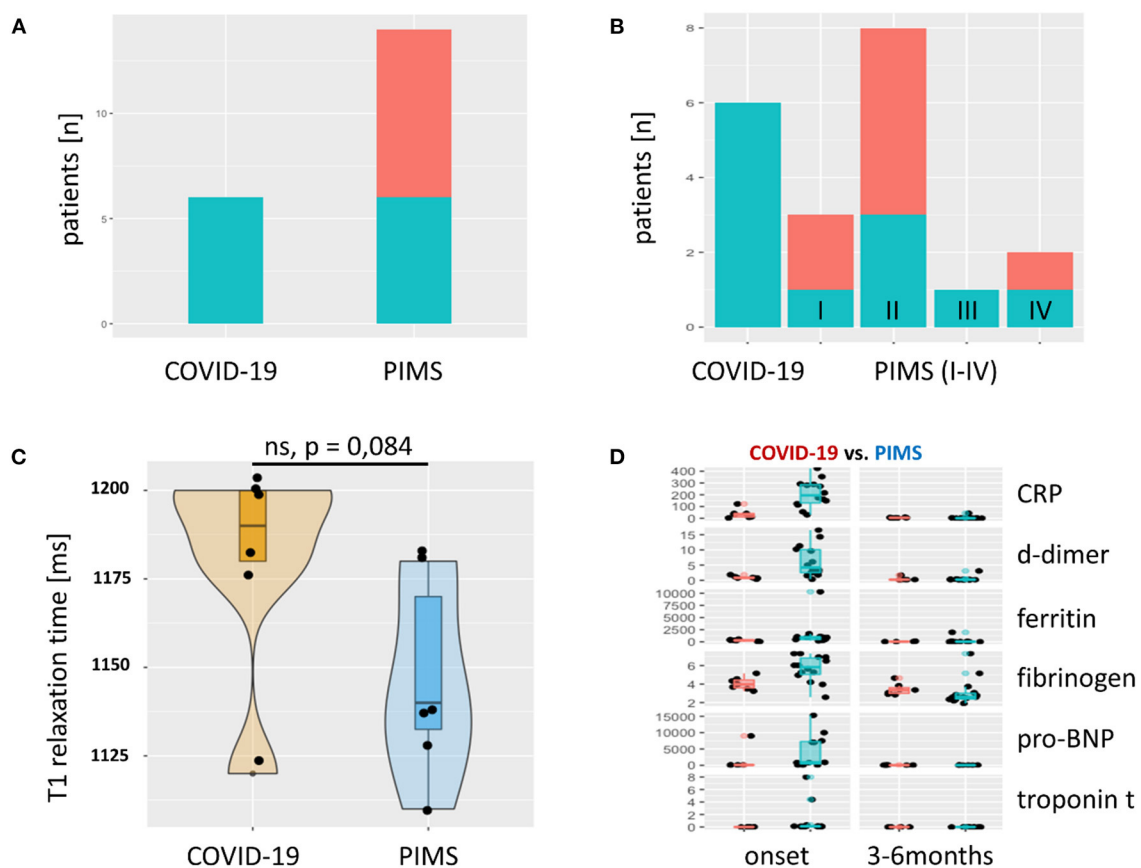 A
patients [n]
10
5
0
COVID-19 PIMS
B
patients [n]
8
6
4
2
0
I II III IV
COVID-19 PIMS (I-IV)
C
ns, p = 0,084
T1 relaxation time [ms]
1200
1175
1150
1125
COVID-19 PIMS
D
COVID-19 vs. PIMS
400
300
200
100
0
CRP
15
10
5
0
d-dimer
10000
7500
5000
2500
0
ferritin
6
4
2
fibrinogen
15000
10000
5000
0
pro-BNP
8
6
4
2
0
troponin t
onset 3-6months